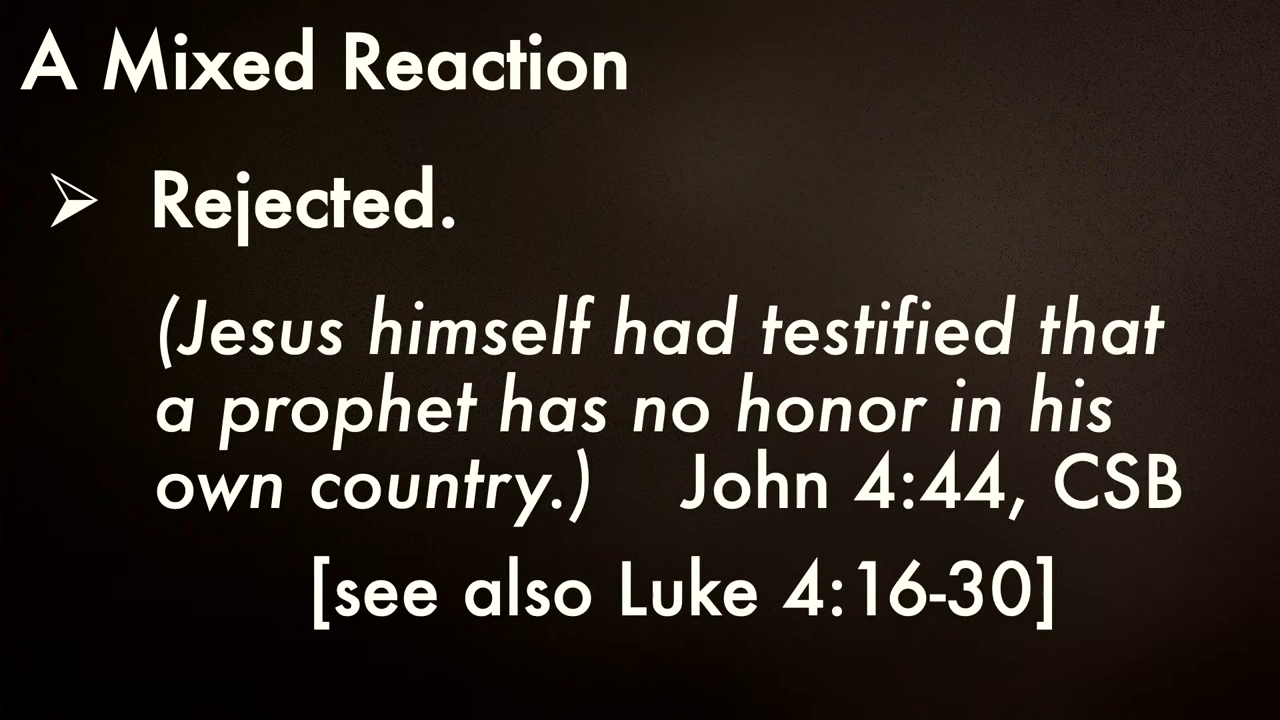 A Mixed Reaction
➢ Rejected.
(Jesus himself had testified that
a prophet has no honor in his
own country.) John 4:44, CSB
[see also Luke 4:16-30]